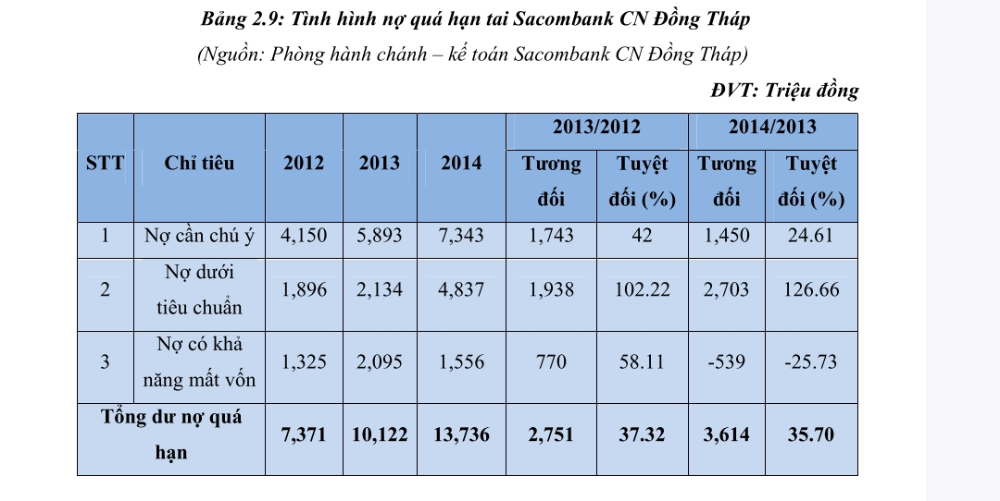 Bảng 2.9: Tình hình nợ quá hạn tai Sacombank CN Đồng Tháp
(Nguồn: Phòng hành chánh – kế toán Sacombank CN Đồng Tháp)
ĐVT: Triệu đồng
STT Chỉ tiêu 2012 2013 2014 2013/2012 2014/2013
Tương đối Tuyệt đối (%) Tương đối Tuyệt đối (%)
1 Nợ cần chú ý 4,150 5,893 7,343 1,743 42 1,450 24.61
2 Nợ dưới tiêu chuẩn 1,896 2,134 4,837 1,938 102.22 2,703 126.66
3 Nợ có khả năng mất vốn 1,325 2,095 1,556 770 58.11 -539 -25.73
Tổng dư nợ quá hạn 7,371 10,122 13,736 2,751 37.32 3,614 35.70